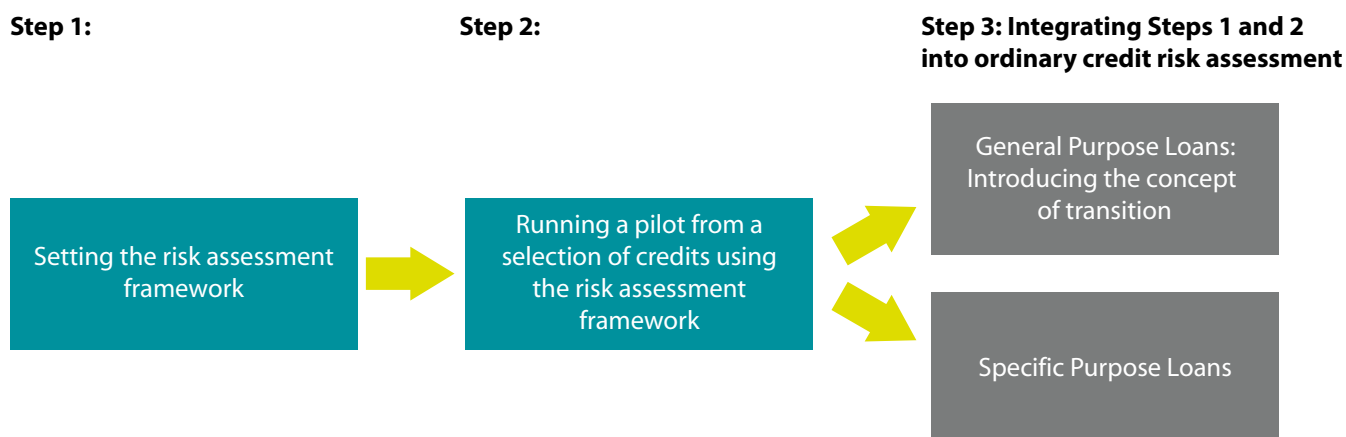 Step 1:
Setting the risk assessment
framework
Step 2:
Running a pilot from a
selection of credits using
the risk assessment
framework
Step 3: Integrating Steps 1 and 2
into ordinary credit risk assessment
General Purpose Loans:
Introducing the concept
of transition
Specific Purpose Loans